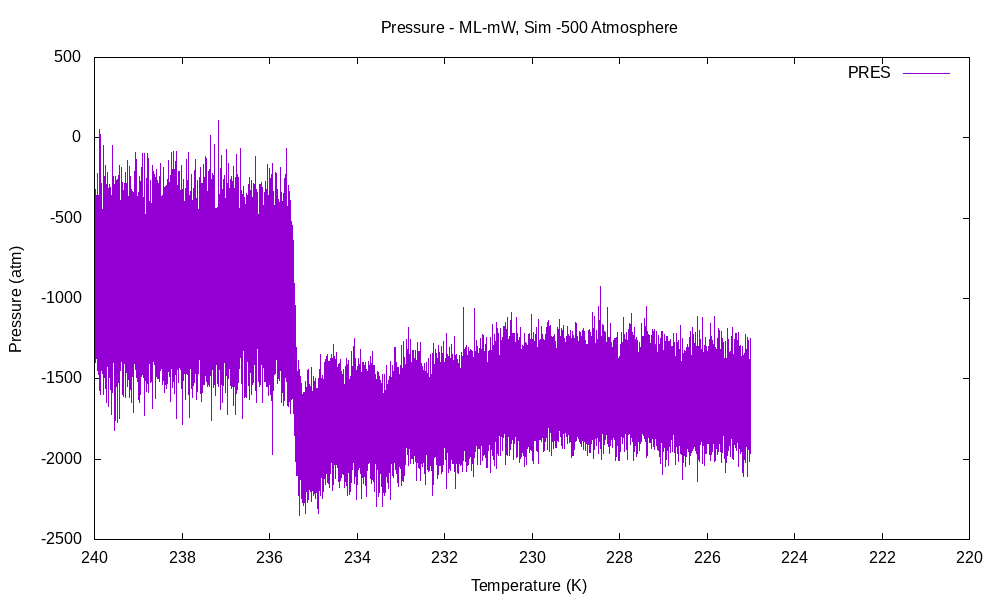 Pressure - ML-mW, Sim -500 Atmosphere
PRES
500
0
-500
-1000
-1500
-2000
-2500
Pressure (atm)
240 238 236 234 232 230 228 226 224 222 220
Temperature (K)